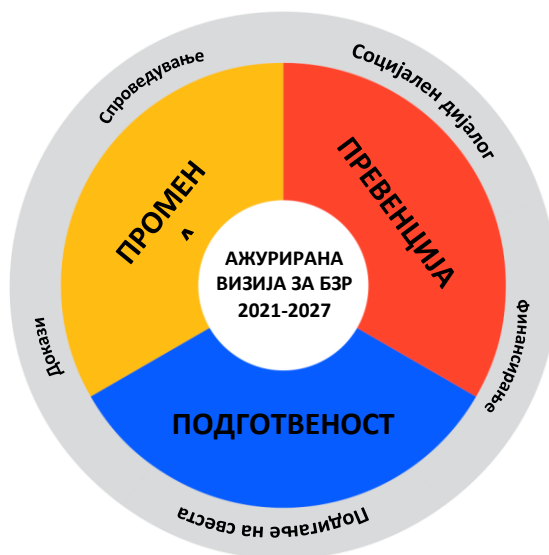 Спроведување
Социјален дијалог
ПРОМЕН
ПРЕВЕНЦИЈА
АЖУРИРАНА
ВИЗИЈА ЗА БЗР
2021-2027
Докази
финансирање
ПОДГОТВЕНОСТ
Подигање на свеста